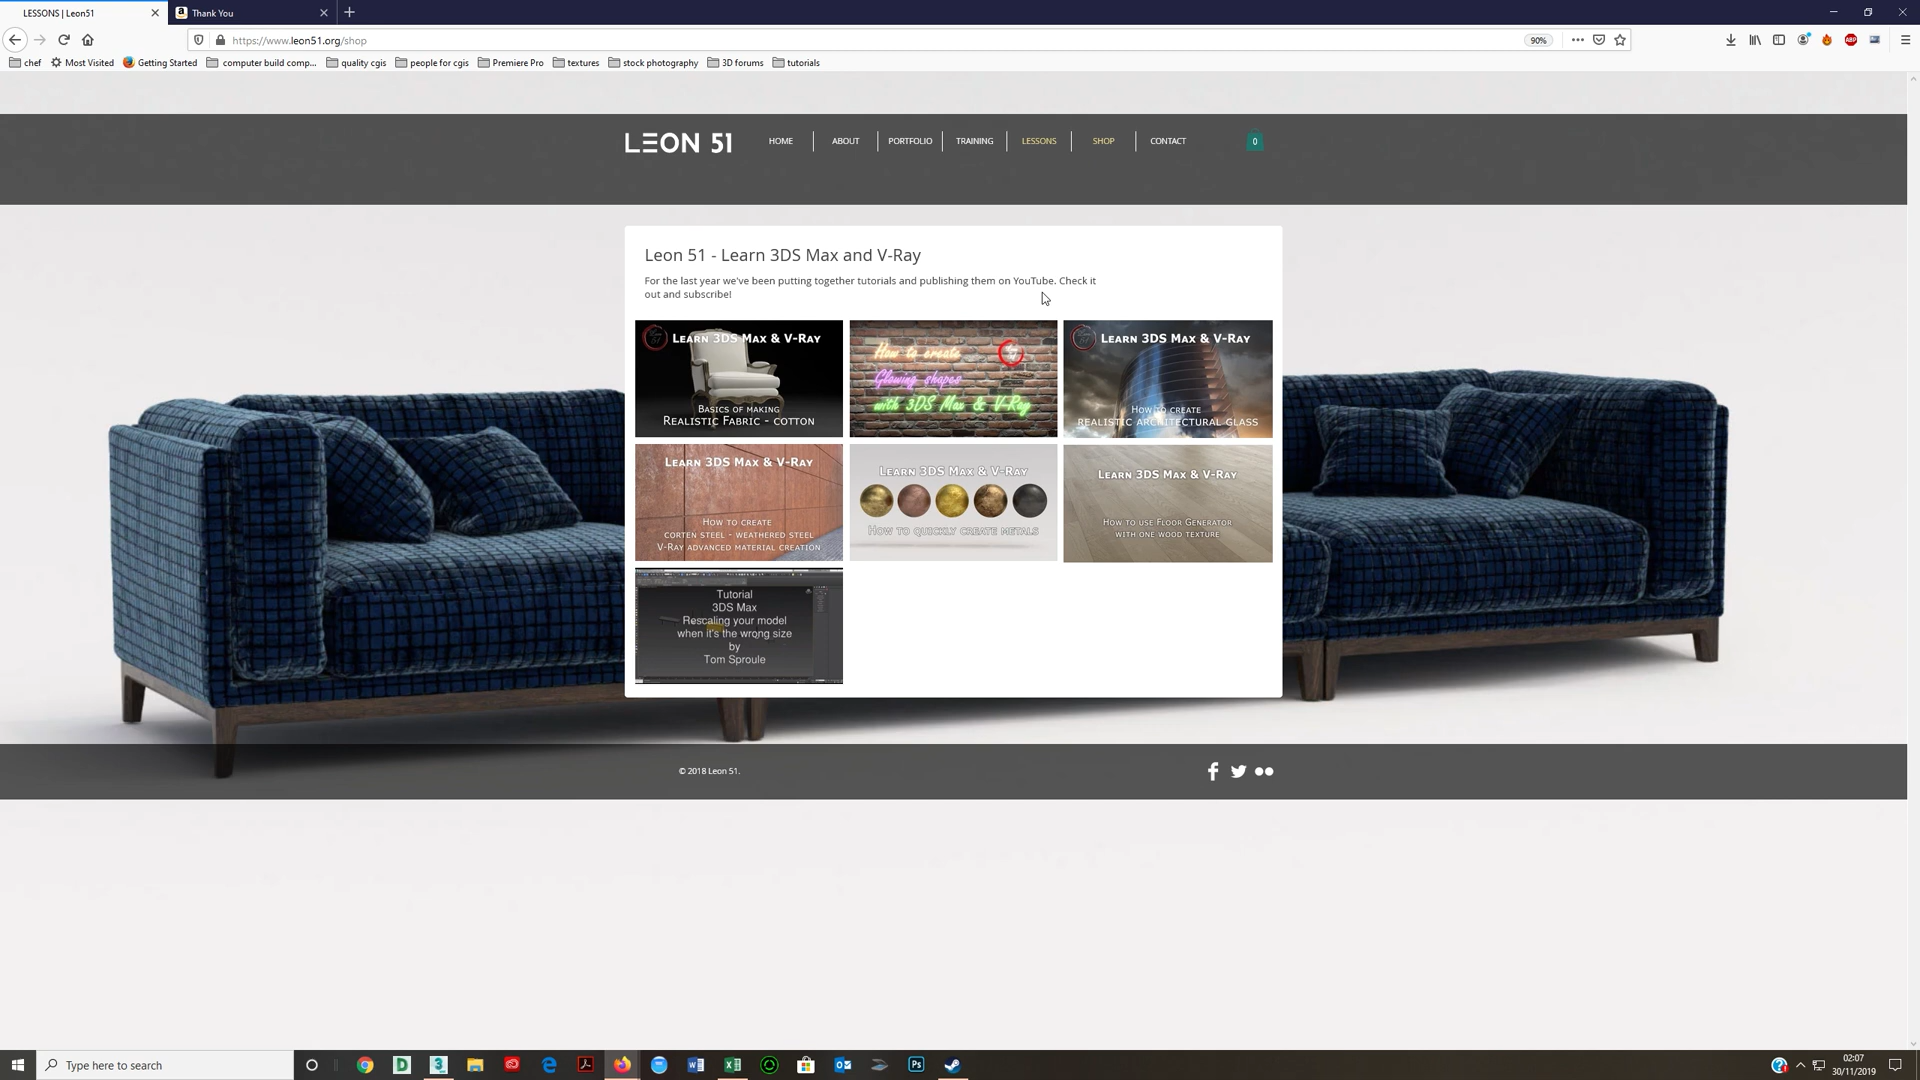 LESSONS | Leon51
Thank You
https://www.leon51.org/shop
90%
chef
Most Visited
Getting Started
computer build comp...
quality cgis
people for cgis
Premiere Pro
textures
stock photography
3D forums
tutorials
LEON 51
HOME
ABOUT
PORTFOLIO
TRAINING
LESSONS
SHOP
CONTACT
0
Leon 51 - Learn 3DS Max and V-Ray
For the last year we've been putting together tutorials and publishing them on YouTube. Check it
out and subscribe!
Learn 3DS Max & V-Ray
Basics of making
Realistic Fabric - cotton
How to create
Glowing shapes
with 3DS Max & V-Ray
Learn 3DS Max & V-Ray
How to create
realistic architectural glass
Learn 3DS Max & V-Ray
How to create
corten steel - weathered steel
V-Ray advanced material creation
Learn 3DS Max & V-Ray
How to quickly create metals
Learn 3DS Max & V-Ray
How to use Floor Generator
with one wood texture
Tutorial
3DS Max
Rescaling your model
when it's the wrong size
by
Tom Sproule
© 2018 Leon 51.
Type here to search
02:07
30/11/2019